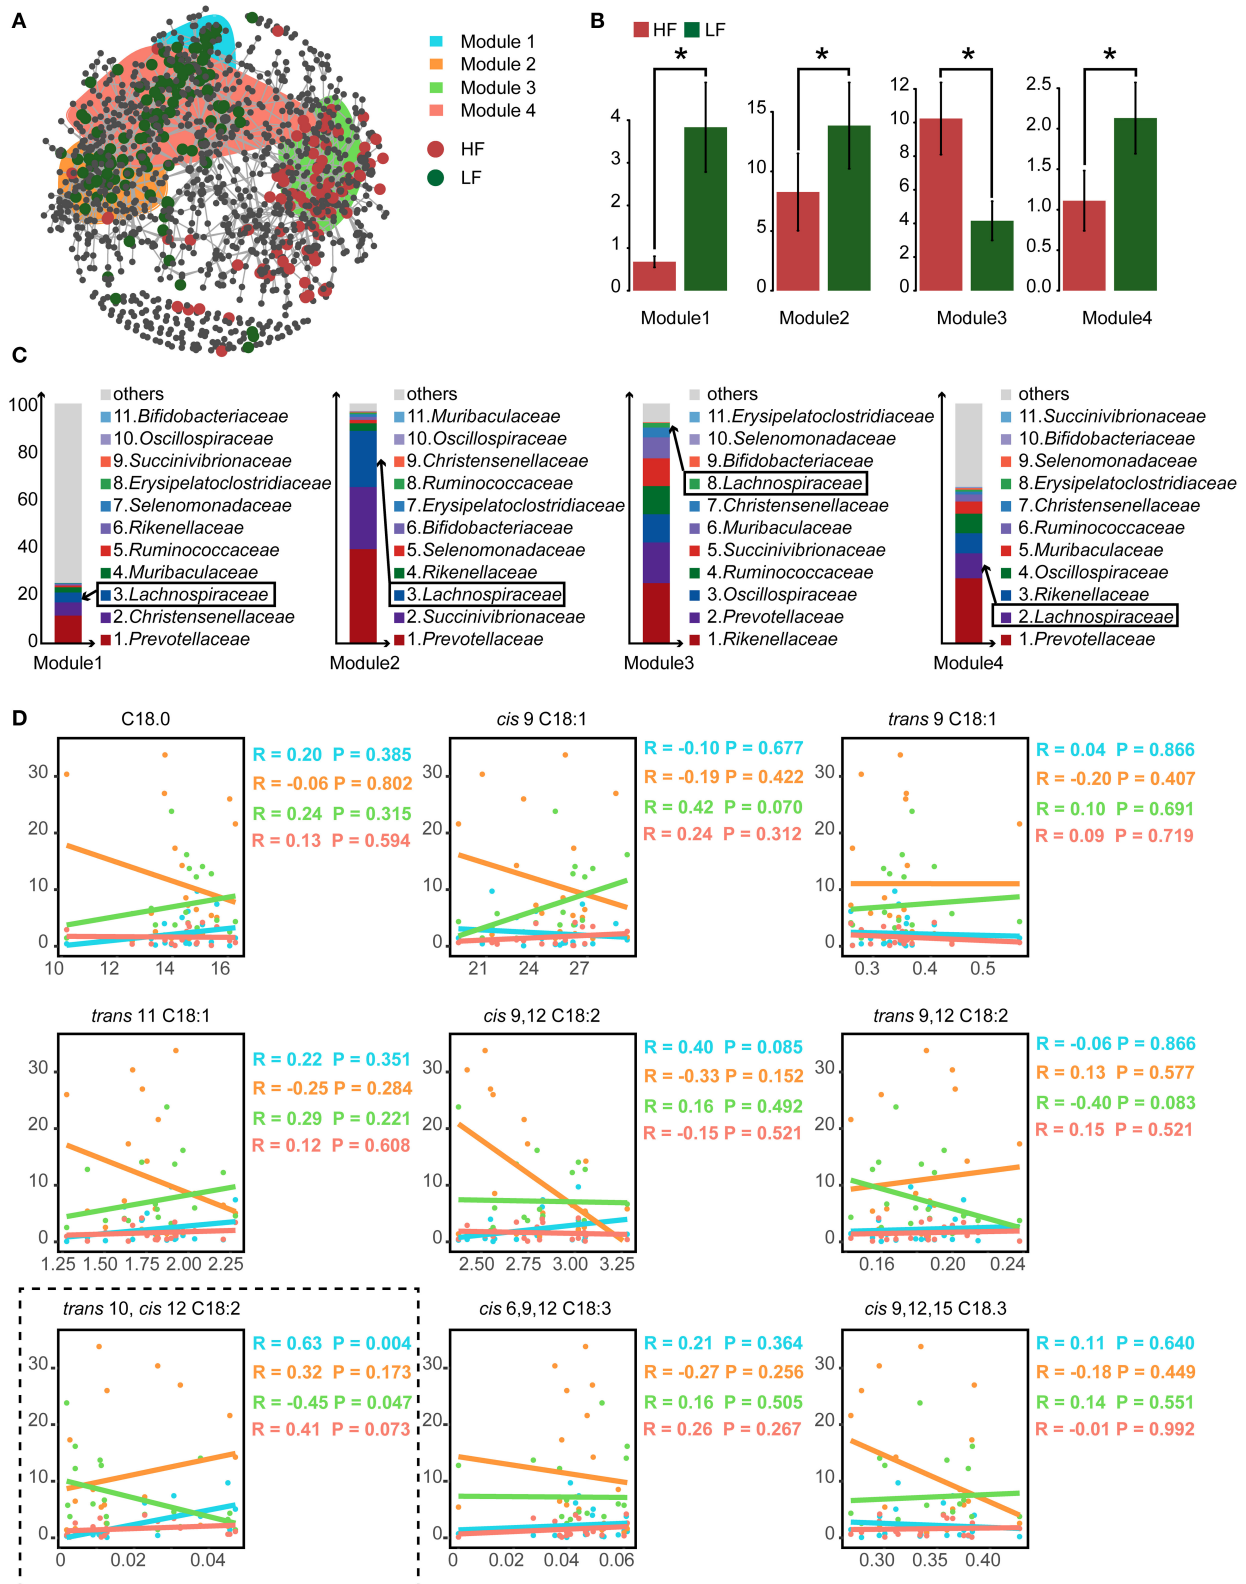 A
Module 1
Module 2
Module 3
Module 4
HF
LF
B
HF LF
* * * *
4
3
2
1
0
Module1
15
10
5
0
Module2
12
10
8
6
4
2
0
Module3
2.5
2.0
1.5
1.0
0.5
0.0
Module4
C
100
80
60
40
20
0
Module1
others
11.Bifidobacteriaceae
10.Oscillospiraceae
9.Succinivibrionaceae
8.Erysipelatoclostridiaceae
7.Selenomonadaceae
6.Rikenellaceae
5.Ruminococcaceae
4.Muribaculaceae
3.Lachnospiraceae
2.Christensenellaceae
1.Prevotellaceae
Module2
others
11.Muribaculaceae
10.Oscillospiraceae
9.Christensenellaceae
8.Ruminococcaceae
7.Erysipelatoclostridiaceae
6.Bifidobacteriaceae
5.Selenomonadaceae
4.Rikenellaceae
3.Lachnospiraceae
2.Succinivibrionaceae
1.Prevotellaceae
Module3
others
11.Erysipelatoclostridiaceae
10.Selenomonadaceae
9.Bifidobacteriaceae
8.Lachnospiraceae
7.Christensenellaceae
6.Muribaculaceae
5.Succinivibrionaceae
4.Ruminococcaceae
3.Oscillospiraceae
2.Prevotellaceae
1.Rikenellaceae
Module4
others
11.Succinivibrionaceae
10.Bifidobacteriaceae
9.Selenomonadaceae
8.Erysipelatoclostridiaceae
7.Christensenellaceae
6.Ruminococcaceae
5.Muribaculaceae
4.Oscillospiraceae
3.Rikenellaceae
2.Lachnospiraceae
1.Prevotellaceae
D
C18.0
30
20
10
0
10 12 14 16
R = 0.20 P = 0.385
R = -0.06 P = 0.802
R = 0.24 P = 0.315
R = 0.13 P = 0.594
cis 9 C18:1
30
20
10
0
21 24 27
R = -0.10 P = 0.677
R = -0.19 P = 0.422
R = 0.42 P = 0.070
R = 0.24 P = 0.312
trans 9 C18:1
30
20
10
0
0.3 0.4 0.5
R = 0.04 P = 0.866
R = -0.20 P = 0.407
R = 0.10 P = 0.691
R = 0.09 P = 0.719
trans 11 C18:1
30
20
10
0
1.25 1.50 1.75 2.00 2.25
R = 0.22 P = 0.351
R = -0.25 P = 0.284
R = 0.29 P = 0.221
R = 0.12 P = 0.608
cis 9,12 C18:2
30
20
10
0
2.50 2.75 3.00 3.25
R = 0.40 P = 0.085
R = -0.33 P = 0.152
R = 0.16 P = 0.492
R = -0.15 P = 0.521
trans 9,12 C18:2
30
20
10
0
0.16 0.20 0.24
R = -0.06 P = 0.866
R = 0.13 P = 0.577
R = -0.40 P = 0.083
R = 0.15 P = 0.521
trans 10, cis 12 C18:2
30
20
10
0
0 0.02 0.04
R = 0.63 P = 0.004
R = 0.32 P = 0.173
R = -0.45 P = 0.047
R = 0.41 P = 0.073
cis 6,9,12 C18:3
30
20
10
0
0 0.02 0.04 0.06
R = 0.21 P = 0.364
R = -0.27 P = 0.256
R = 0.16 P = 0.505
R = 0.26 P = 0.267
cis 9,12,15 C18.3
30
20
10
0
0.30 0.35 0.40
R = 0.11 P = 0.640
R = -0.18 P = 0.449
R = 0.14 P = 0.551
R = -0.01 P = 0.992